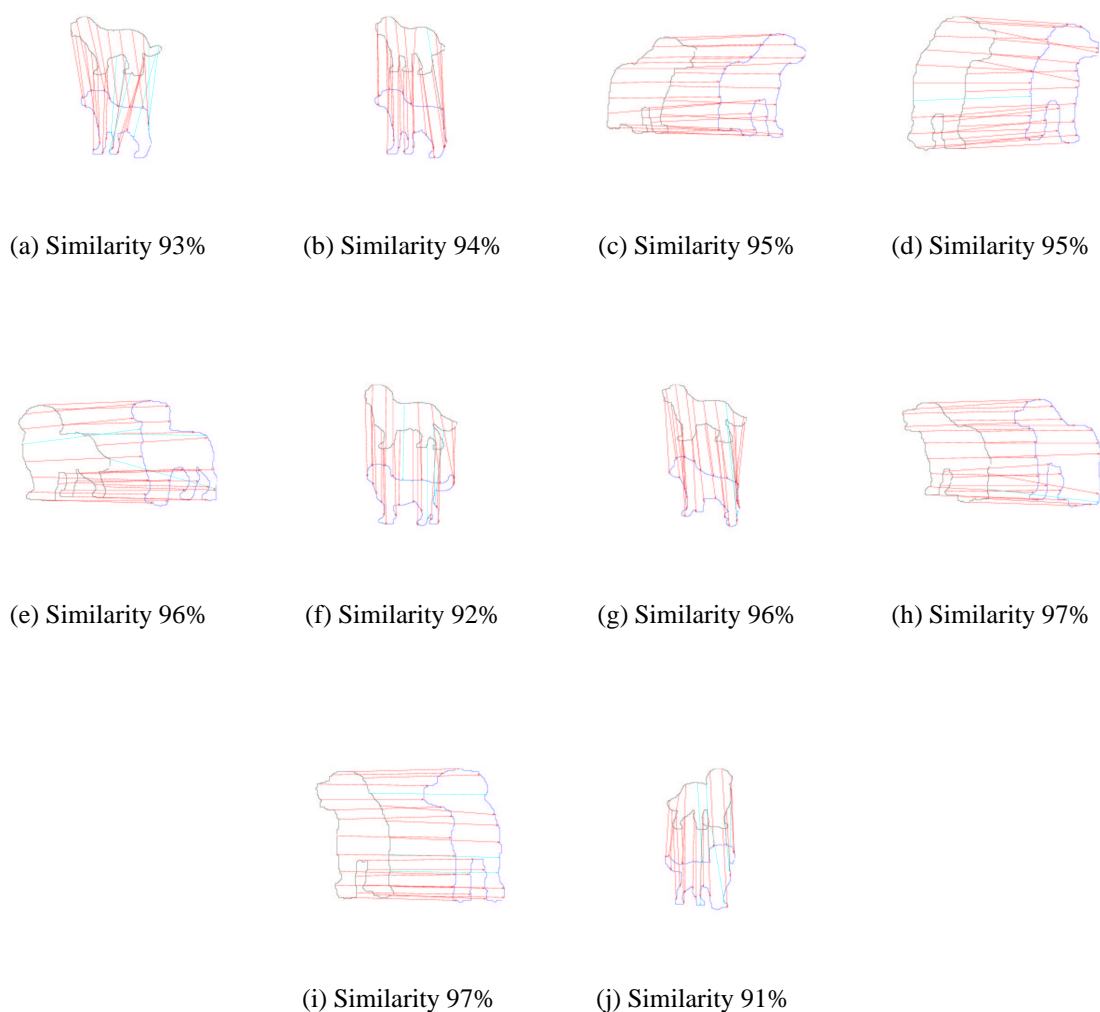 (a) Similarity 93%
(b) Similarity 94%
(c) Similarity 95%
(d) Similarity 95%
(e) Similarity 96%
(f) Similarity 92%
(g) Similarity 96%
(h) Similarity 97%
(i) Similarity 97%
(j) Similarity 91%